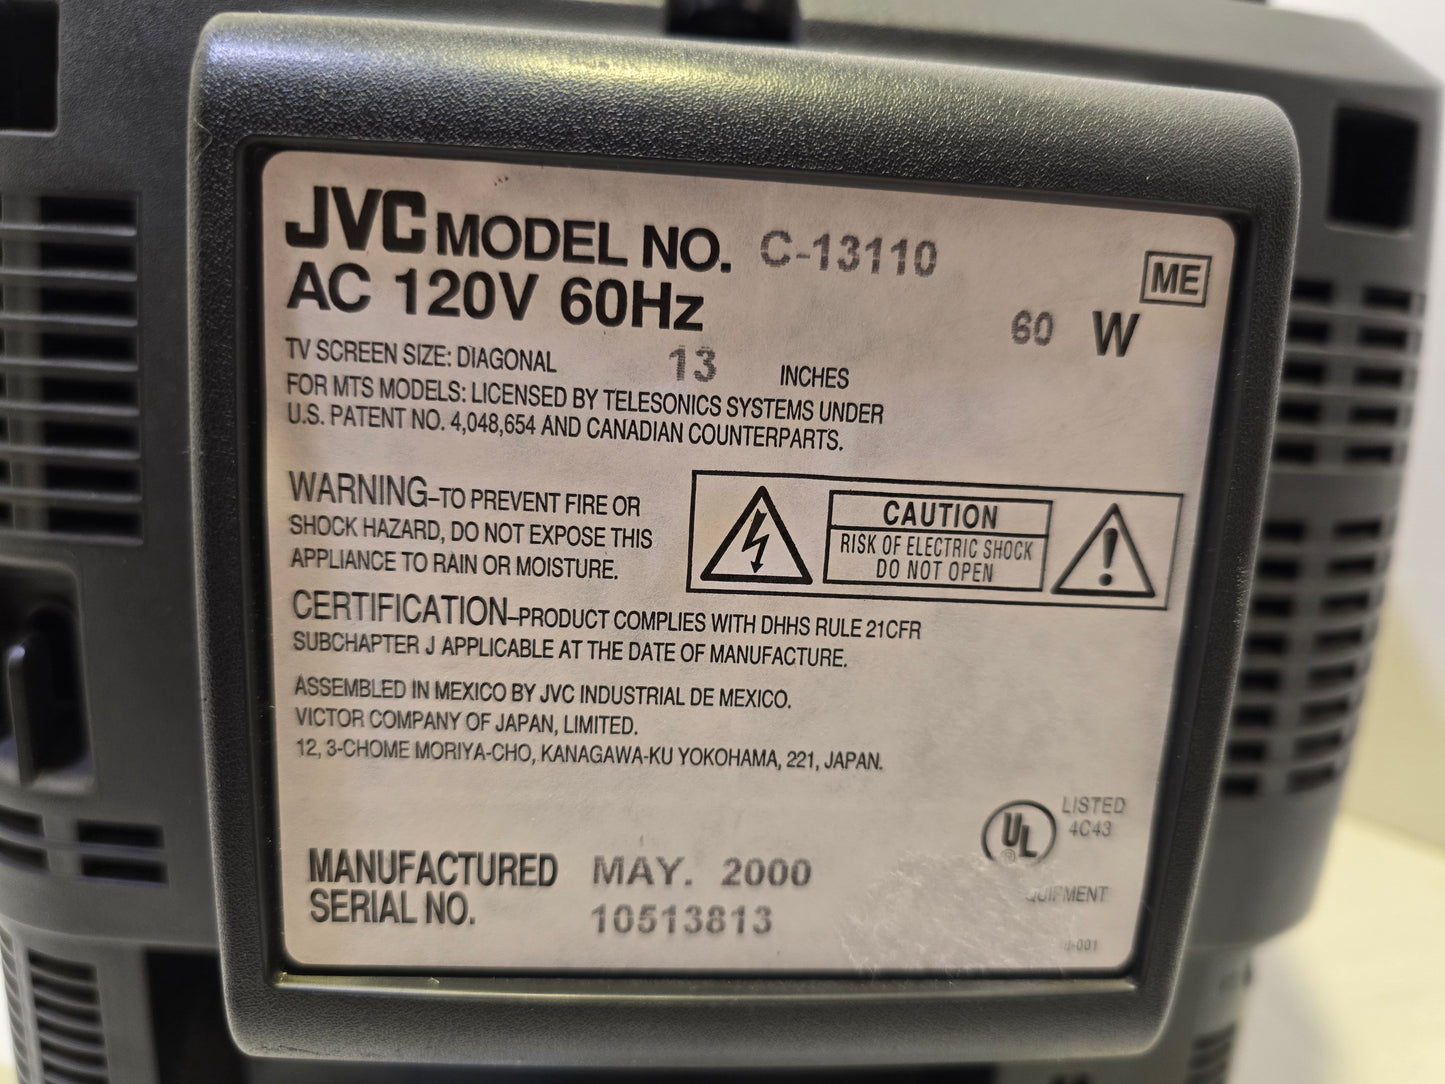 JVC MODEL NO. C-13110
ME
AC 120V 60Hz 60 W
TV SCREEN SIZE: DIAGONAL 13 INCHES
FOR MTS MODELS: LICENSED BY TELESONICS SYSTEMS UNDER
U.S. PATENT NO. 4,048,654 AND CANADIAN COUNTERPARTS.
WARNING–TO PREVENT FIRE OR
SHOCK HAZARD, DO NOT EXPOSE THIS
APPLIANCE TO RAIN OR MOISTURE.
CAUTION
RISK OF ELECTRIC SHOCK
DO NOT OPEN
CERTIFICATION–PRODUCT COMPLIES WITH DHHS RULE 21CFR
SUBCHAPTER J APPLICABLE AT THE DATE OF MANUFACTURE.
ASSEMBLED IN MEXICO BY JVC INDUSTRIAL DE MEXICO.
VICTOR COMPANY OF JAPAN, LIMITED.
12, 3-CHOME MORIYA-CHO, KANAGAWA-KU YOKOHAMA, 221, JAPAN.
UL ®
LISTED
4C43
MANUFACTURED MAY. 2000
SERIAL NO. 10513813